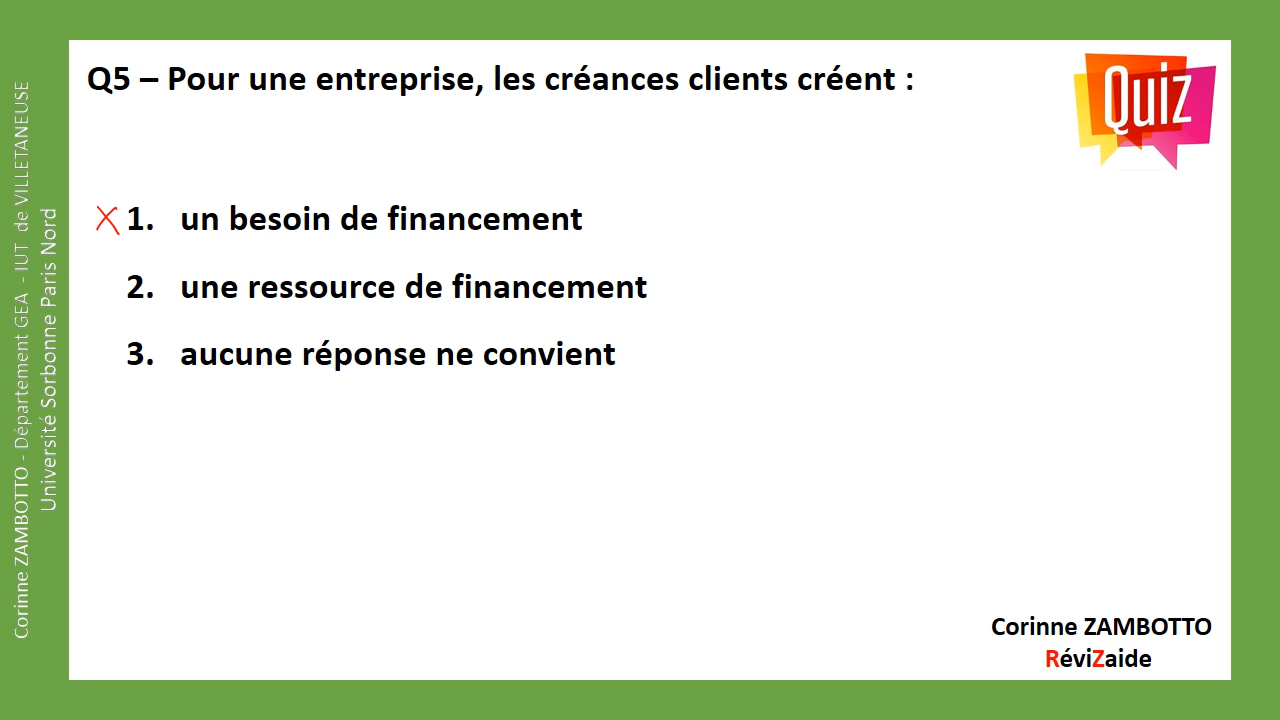 Corinne ZAMBOTTO - Département GEA - IUT de VILLETANEUSE
Université Sorbonne Paris Nord
Q5 – Pour une entreprise, les créances clients créent :
Quiz
X 1. un besoin de financement
2. une ressource de financement
3. aucune réponse ne convient
Corinne ZAMBOTTO
RéviZaide